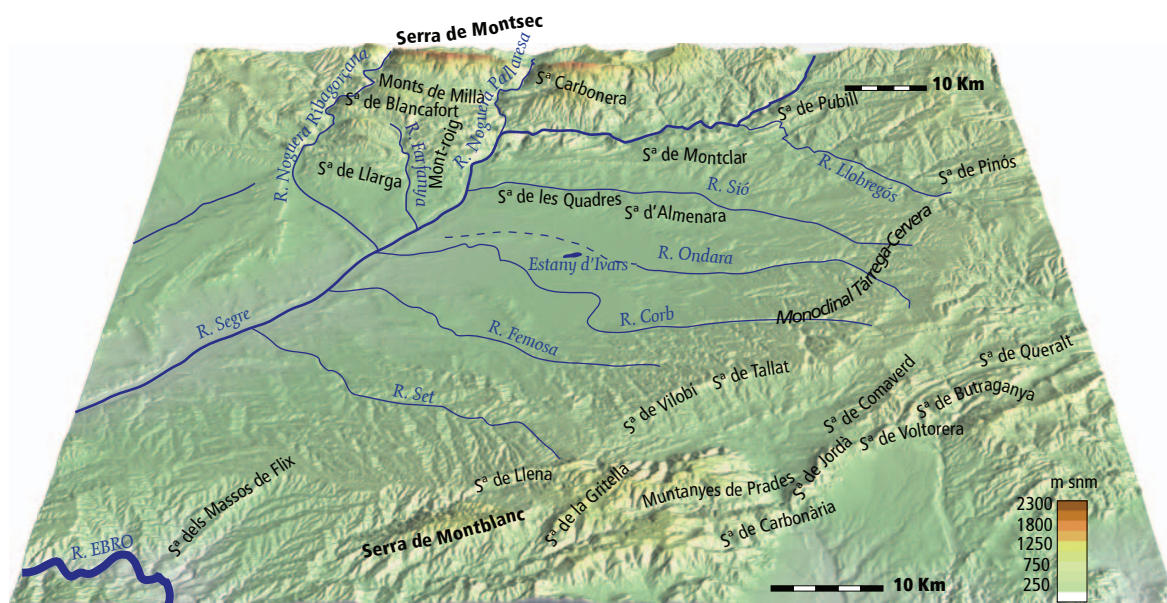 Serra de Montsec
R. Noguera Ribagorçana
Monts de Millà
Sª de Blancafort
R. Noguera Pallaresa
Sª Carbonera
10 Km
Sª de Pubill
R. Farfanya
Mont-roig
Sª de Llarga
Sª de Montclar
R. Llobregós
Sª de Pinós
R. Sió
Sª de les Quadres
Sª d'Almenara
R. Ondara
Estany d'Ivars
Monoclinal Tárrega-Cervera
R. Corb
R. Segre
R. Femosa
R. Set
Sª de Tallat
Sª de Vilobí
Sª de Queralt
Sª de Comaverd
Sª de Butraganya
Sª de Voltorera
Sª de Jordà
Sª de Llena
Sª dels Massos de Flix
Sª de la Gritella
Muntanyes de Prades
Serra de Montblanc
Sª de Carbonària
R. EBRO
10 Km
m snm
2300
1800
1250
750
250